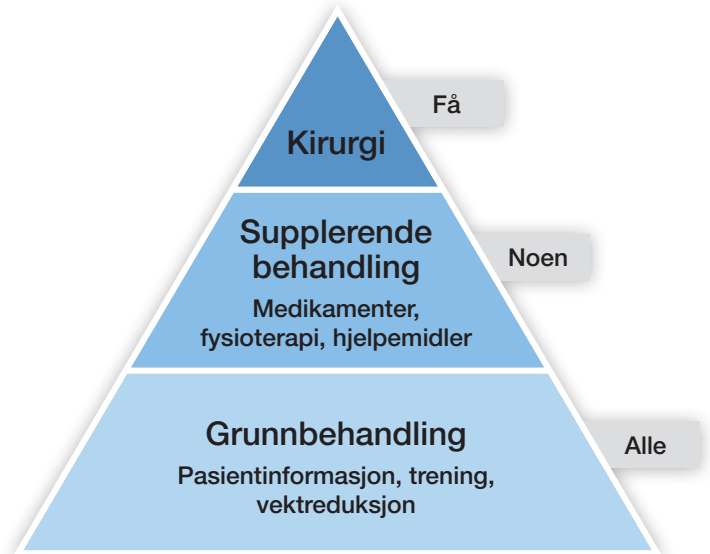 Få
Kirurgi
Supplerende
behandling
Noen
Medikamenter,
fysioterapi, hjelpemidler
Grunnbehandling
Alle
Pasientinformasjon, trening,
vektreduksjon